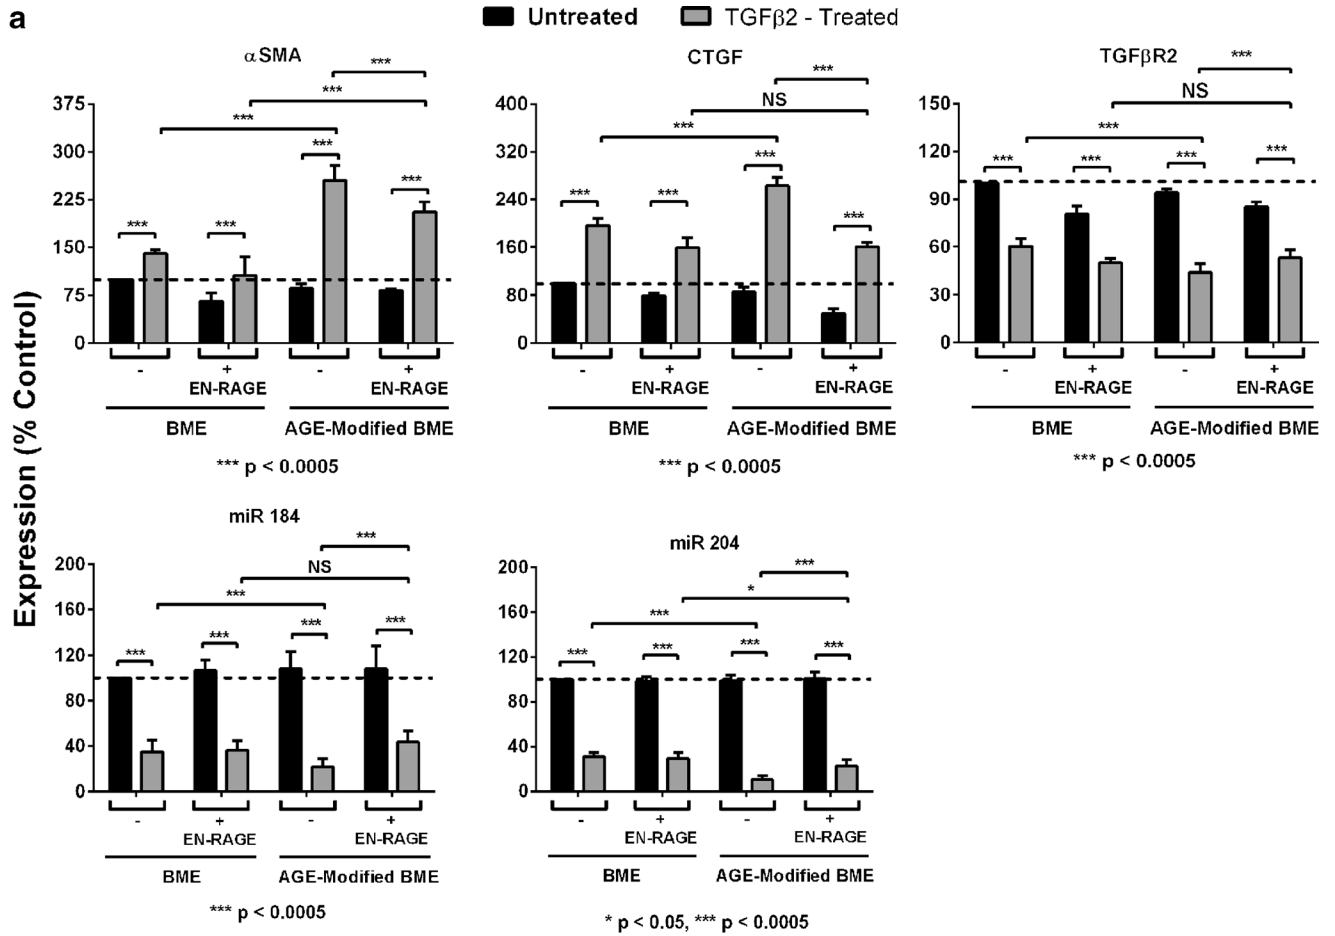 a
Untreated TGFβ2 - Treated
Expression (% Control)
αSMA
***
***
***
***
***
***
***
375
300
225
150
75
0
- + - +
EN-RAGE EN-RAGE
BME AGE-Modified BME
*** p < 0.0005
CTGF
***
NS
***
***
***
***
***
400
320
240
160
80
0
- + - +
EN-RAGE EN-RAGE
BME AGE-Modified BME
*** p < 0.0005
TGFβR2
***
NS
***
***
***
***
***
150
120
90
60
30
0
- + - +
EN-RAGE EN-RAGE
BME AGE-Modified BME
*** p < 0.0005
miR 184
***
NS
***
***
***
***
***
200
160
120
80
40
0
- + - +
EN-RAGE EN-RAGE
BME AGE-Modified BME
*** p < 0.0005
miR 204
***
*
***
***
***
***
***
200
160
120
80
40
0
- + - +
EN-RAGE EN-RAGE
BME AGE-Modified BME
* p < 0.05, *** p < 0.0005